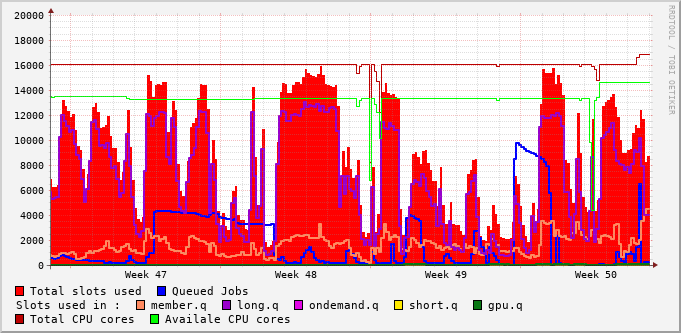 20000
18000
16000
14000
12000
10000
8000
6000
4000
2000
0
Week 47 Week 48 Week 49 Week 50
RRDTOOL / TOBI OETIKER
Total slots used Queued Jobs
Slots used in : member.q long.q ondemand.q short.q gpu.q
Total CPU cores Availale CPU cores